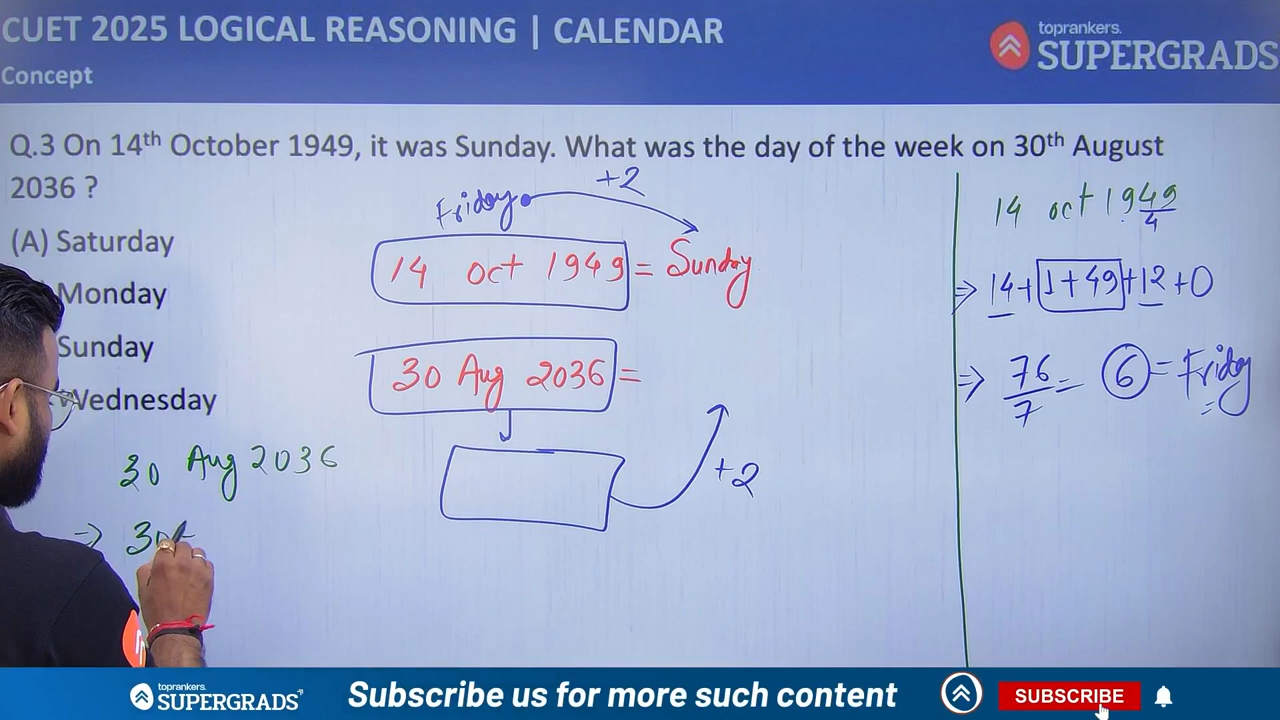 CUET 2025 LOGICAL REASONING | CALENDAR
Concept
toprankers.
SUPERGRADS
Q.3 On 14th October 1949, it was Sunday. What was the day of the week on 30th August
2036 ?
(A) Saturday
Monday
Sunday
Wednesday
Friday
+2
14 oct 1949 = Sunday
30 Aug 2036 =
+2
30 Aug 2036
⇒ 30
14 oct 1949
4
⇒ 14+1+49+12+0
⇒ 76/7 = 6 = Friday
toprankers.
SUPERGRADS
Subscribe us for more such content
SUBSCRIBE